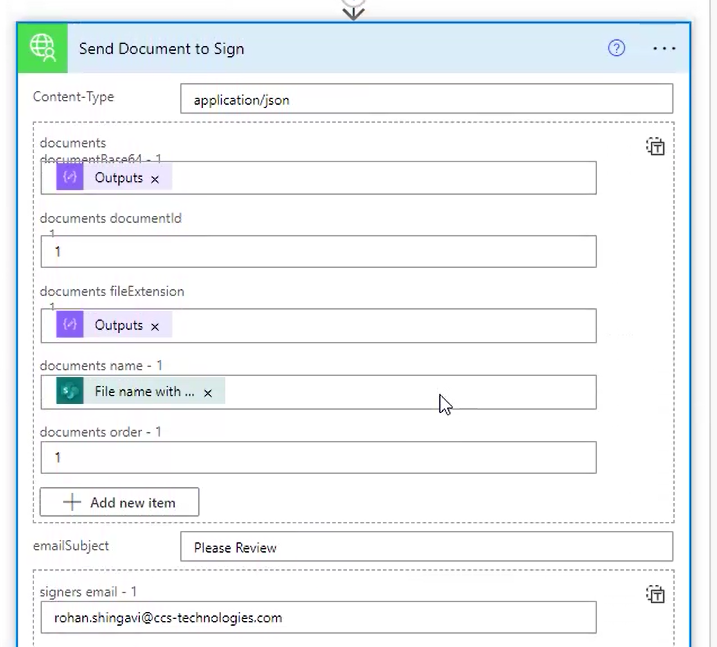 Send Document to Sign
Content-Type
application/json
documents
documentBase64 - 1
Outputs
documents documentId
1
1
documents fileExtension
1
Outputs
documents name - 1
File name with ...
documents order - 1
1
Add new item
emailSubject
Please Review
signers email - 1
rohan.shingavi@ccs-technologies.com